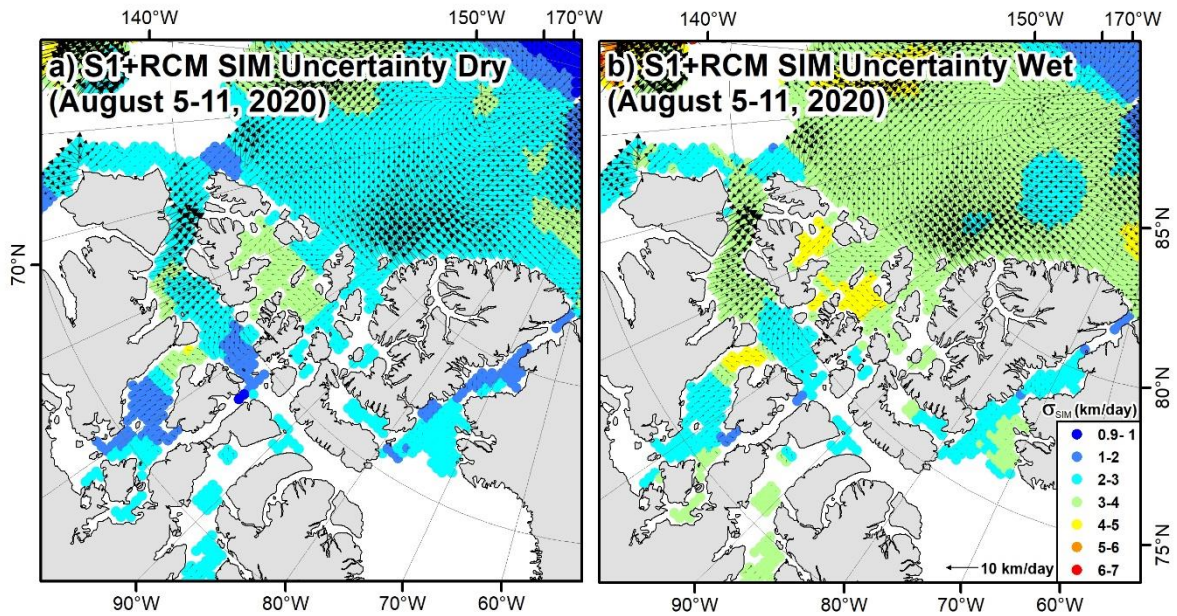 140°W 150°W 170°W
a) S1+RCM SIM Uncertainty Dry
(August 5-11, 2020)
70°N
90°W 80°W 70°W 60°W
140°W 150°W 170°W
b) S1+RCM SIM Uncertainty Wet
(August 5-11, 2020)
85°N
80°N
75°N
σSIM (km/day)
0.9- 1
1-2
2-3
3-4
4-5
5-6
6-7
10 km/day
90°W 80°W 70°W 60°W